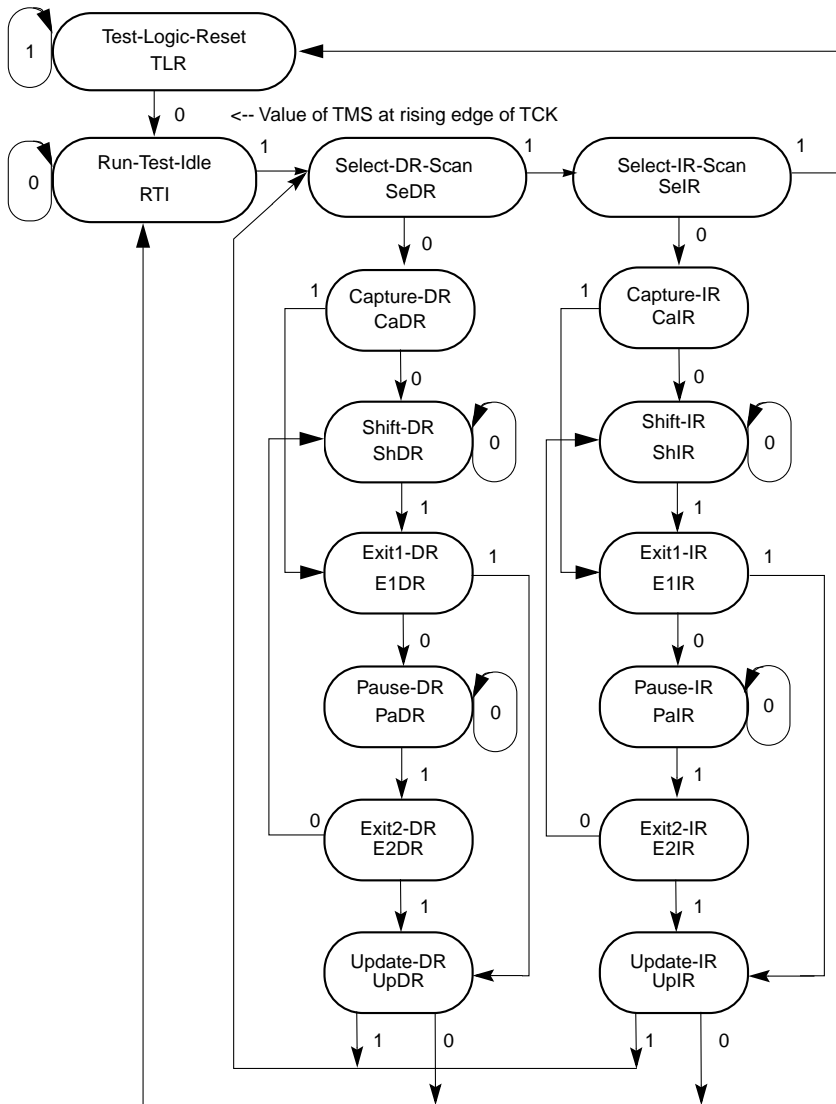 Test-Logic-Reset
TLR
1
0
<-- Value of TMS at rising edge of TCK
Run-Test-Idle
RTI
0
1
Select-DR-Scan
SeDR
1
Select-IR-Scan
SeIR
1
0
0
1
Capture-DR
CaDR
1
Capture-IR
CaIR
0
0
Shift-DR
ShDR
0
Shift-IR
ShIR
0
1
1
Exit1-DR
E1DR
1
Exit1-IR
E1IR
1
0
0
Pause-DR
PaDR
0
Pause-IR
PaIR
0
1
1
0
Exit2-DR
E2DR
0
Exit2-IR
E2IR
1
1
Update-DR
UpDR
Update-IR
UpIR
1
0
1
0